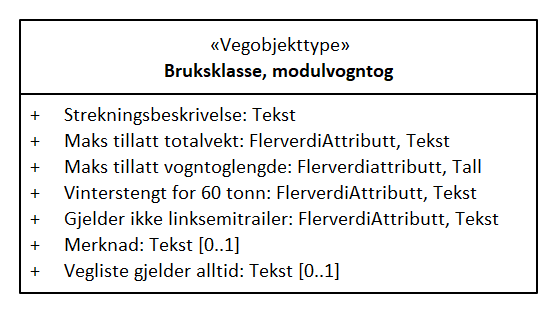 «Vegobjekttype»
Bruksklasse, modulvogntog
+ Strekningsbeskrivelse: Tekst
+ Maks tillatt totalvekt: FlerverdiAttributt, Tekst
+ Maks tillatt vogntoglengde: Flerverdiattributt, Tall
+ Vinterstengt for 60 tonn: FlerverdiAttributt, Tekst
+ Gjelder ikke linksemitrailer: FlerverdiAttributt, Tekst
+ Merknad: Tekst [0..1]
+ Vegliste gjelder alltid: Tekst [0..1]